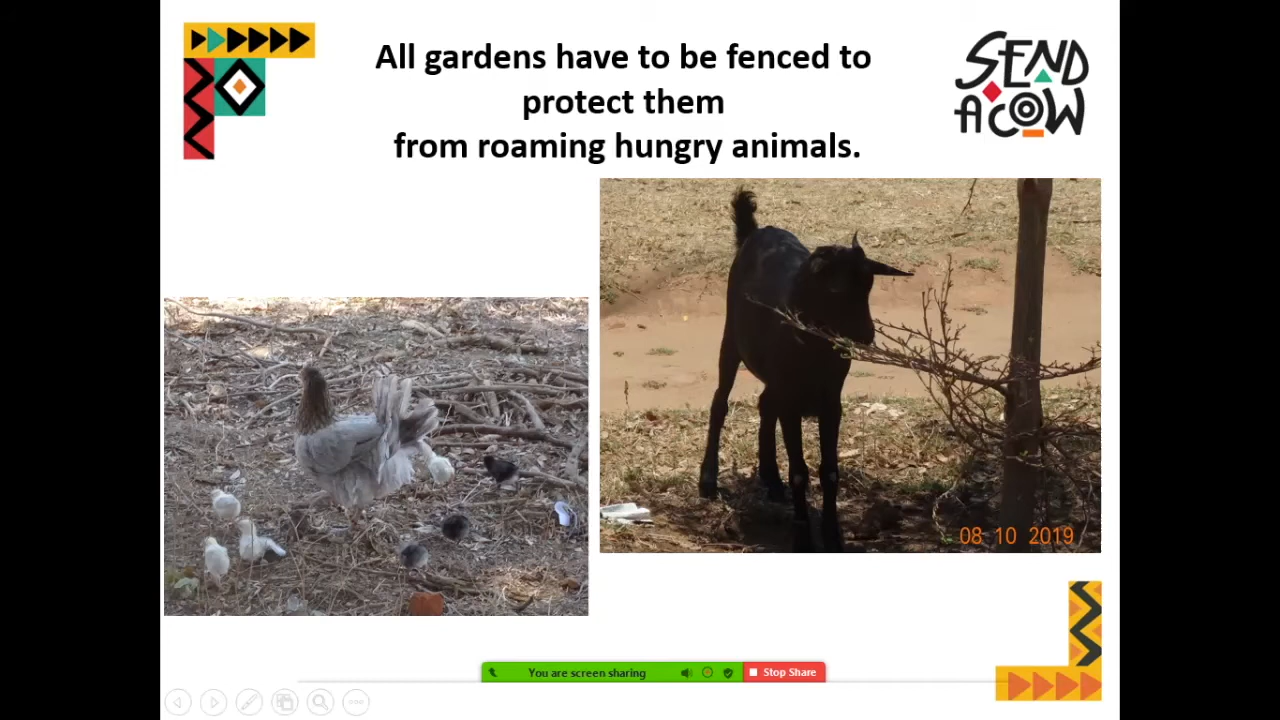 All gardens have to be fenced to
protect them
from roaming hungry animals.
SEND
A COW
08 10 2019
You are screen sharing
Stop Share